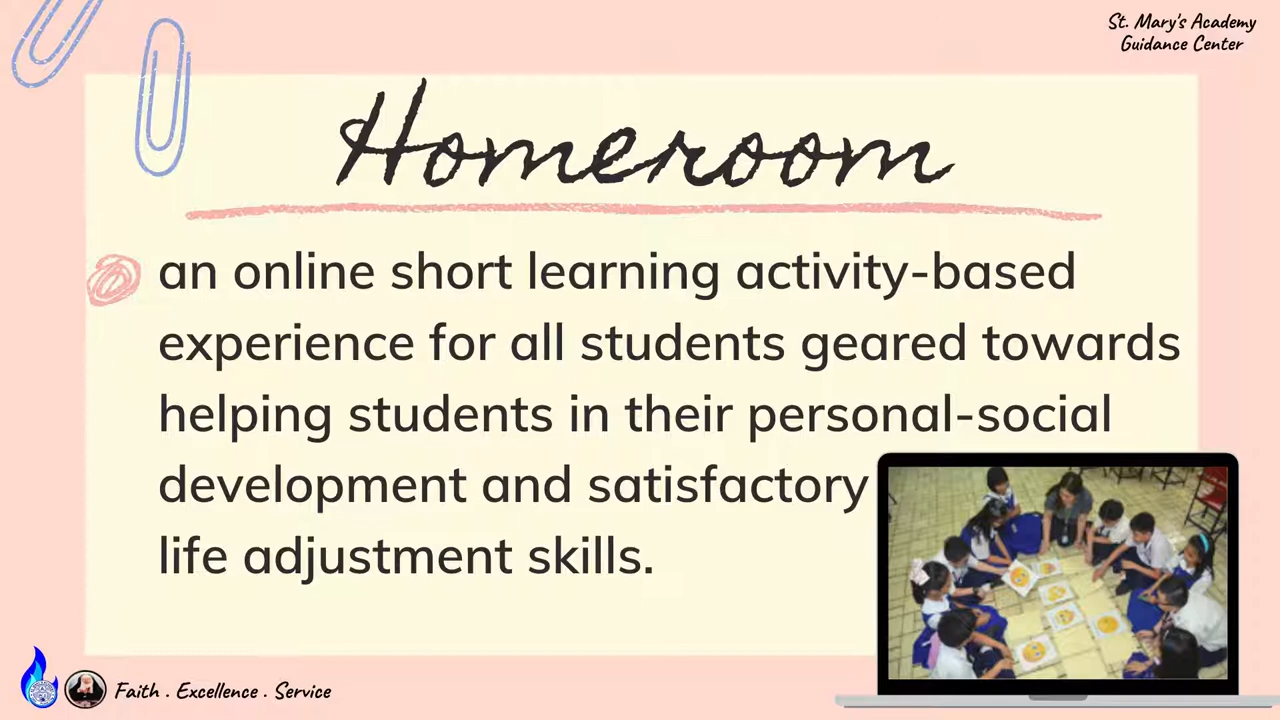 St. Mary's Academy
Guidance Center
Homeroom
an online short learning activity-based
experience for all students geared towards
helping students in their personal-social
development and satisfactory
life adjustment skills.
Faith . Excellence . Service